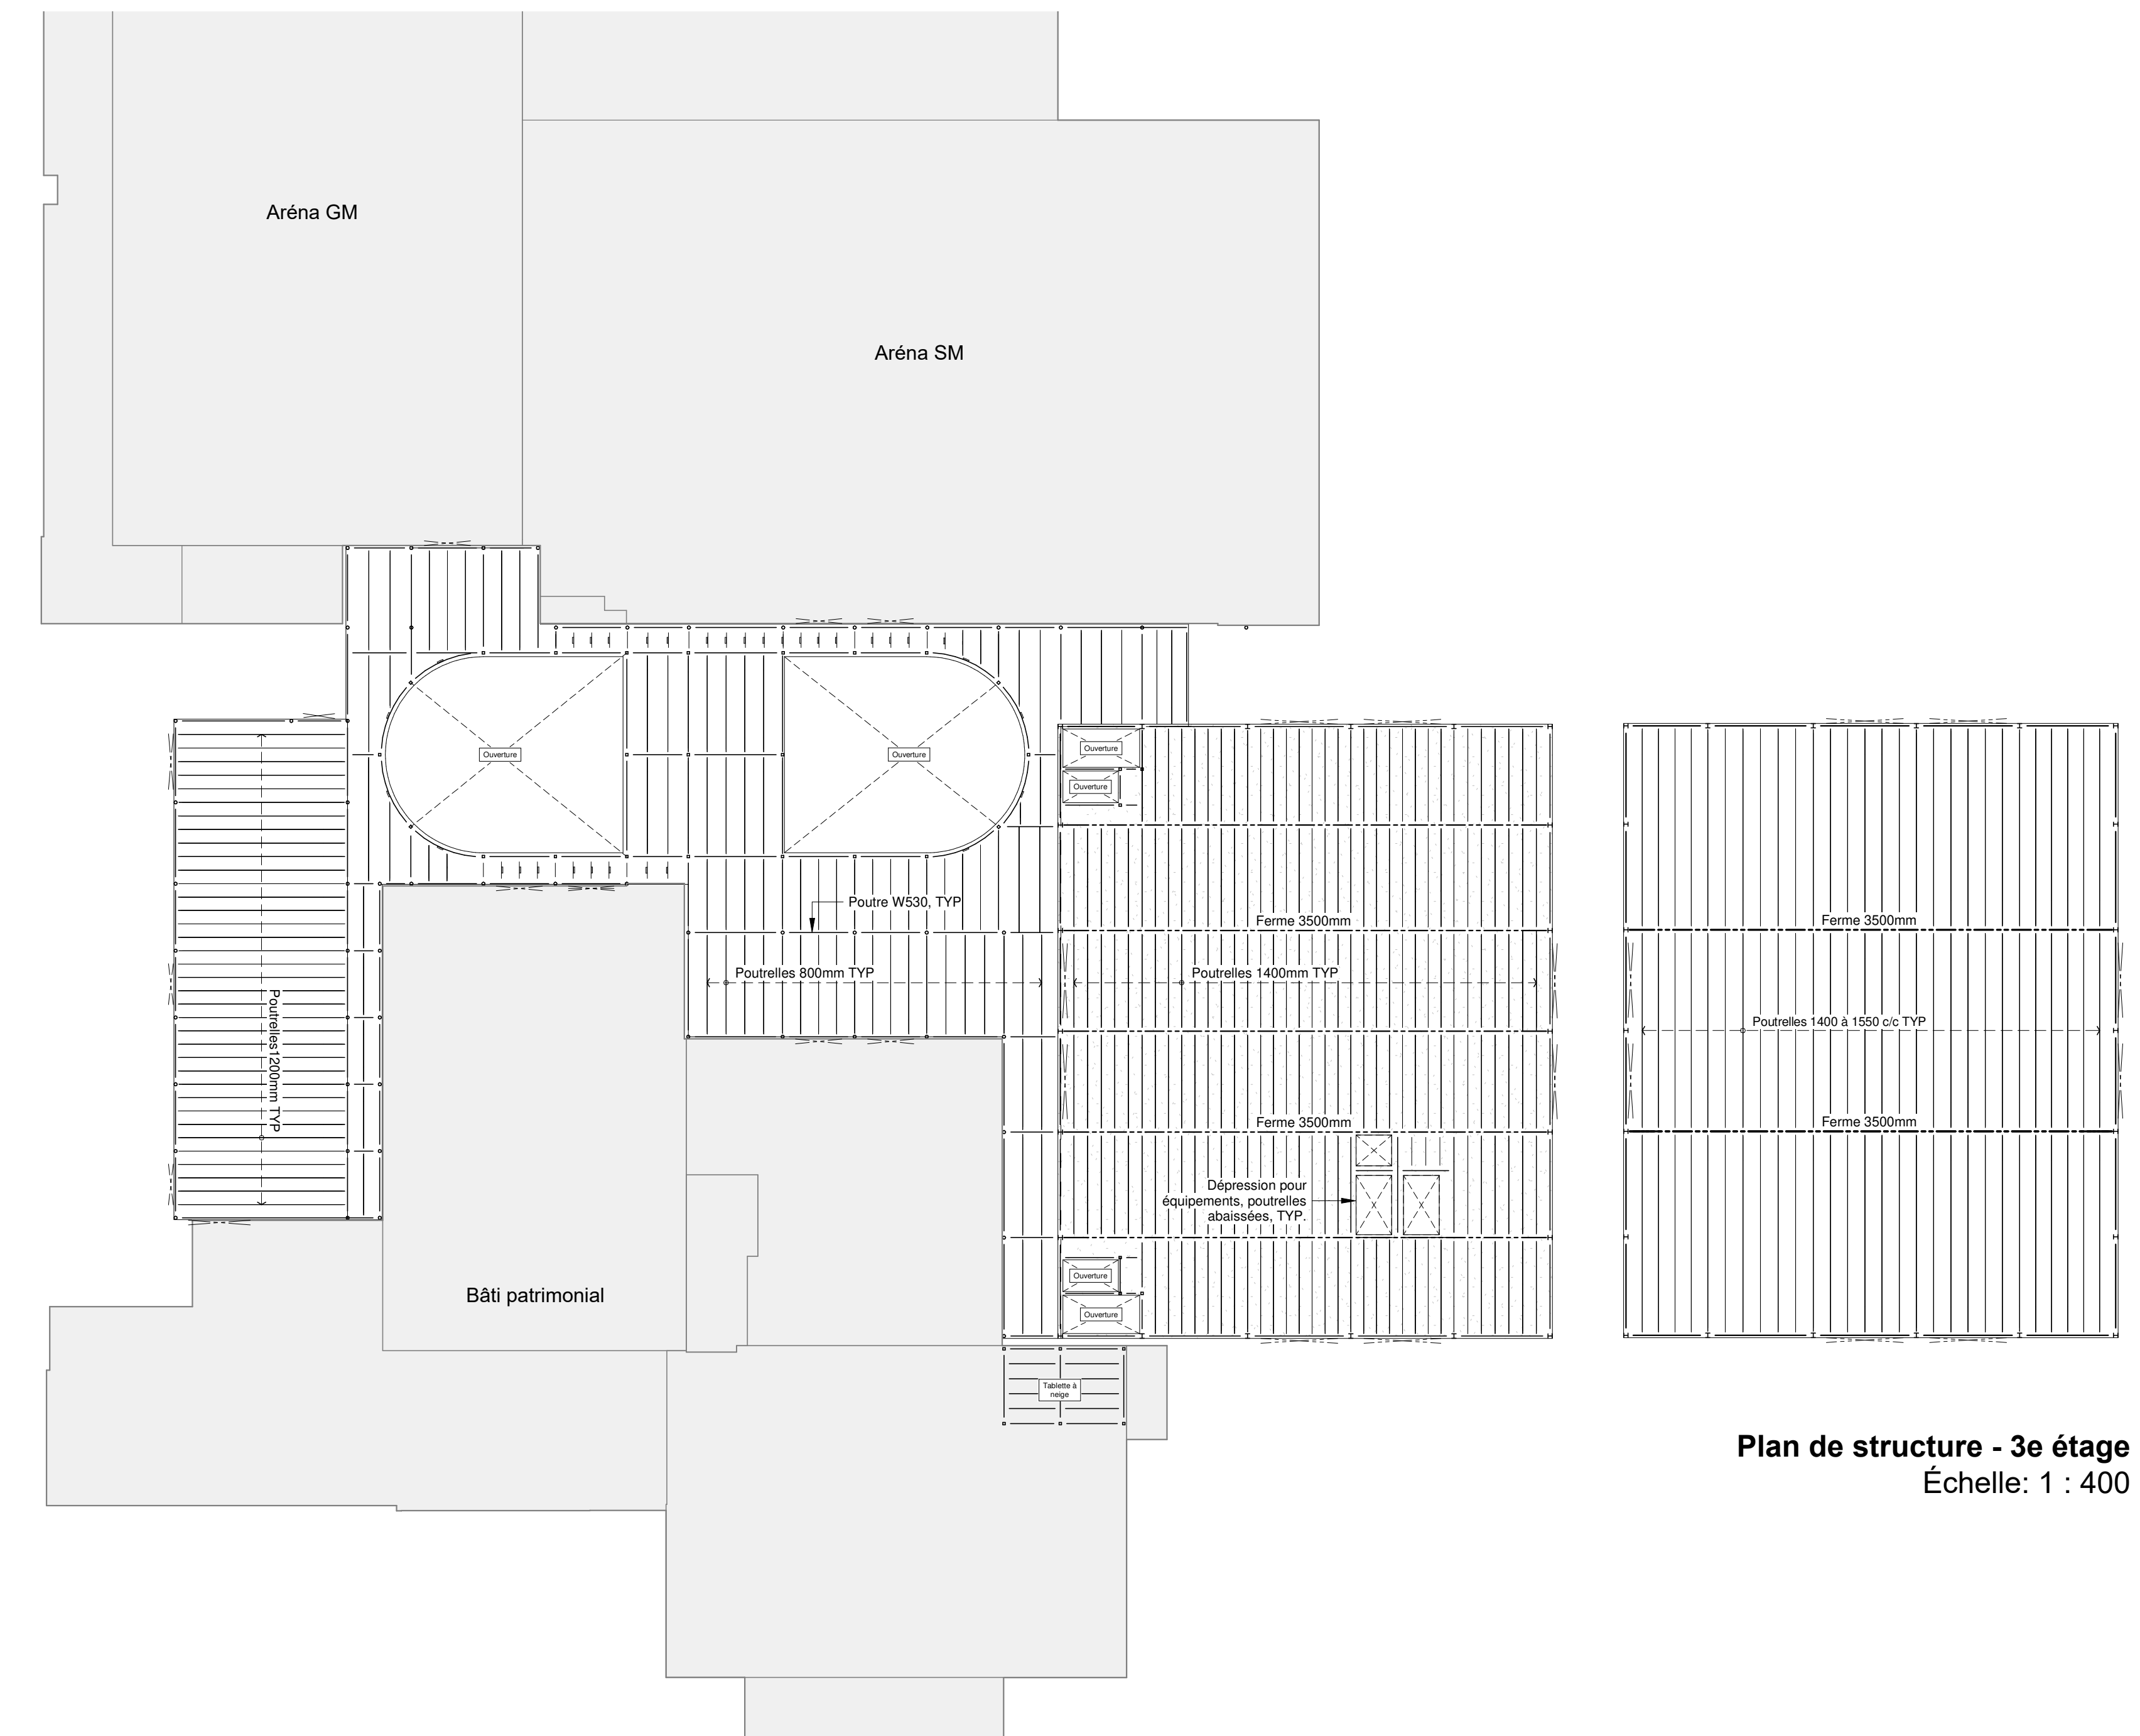 Aréna GM
Aréna SM
Ouverture
Ouverture
Ouverture
Ouverture
Poutre W530, TYP
Ferme 3500mm
Ferme 3500mm
Poutrelles 800mm TYP
Poutrelles 1400mm TYP
Poutrelles1200mm TYP
Poutrelles 1400 à 1550 c/c TYP
Ferme 3500mm
Ferme 3500mm
Dépression pour
équipements, poutrelles
abaissées, TYP.
Ouverture
Bâti patrimonial
Ouverture
Tablette à
neige
Plan de structure - 3e étage
Échelle: 1 : 400